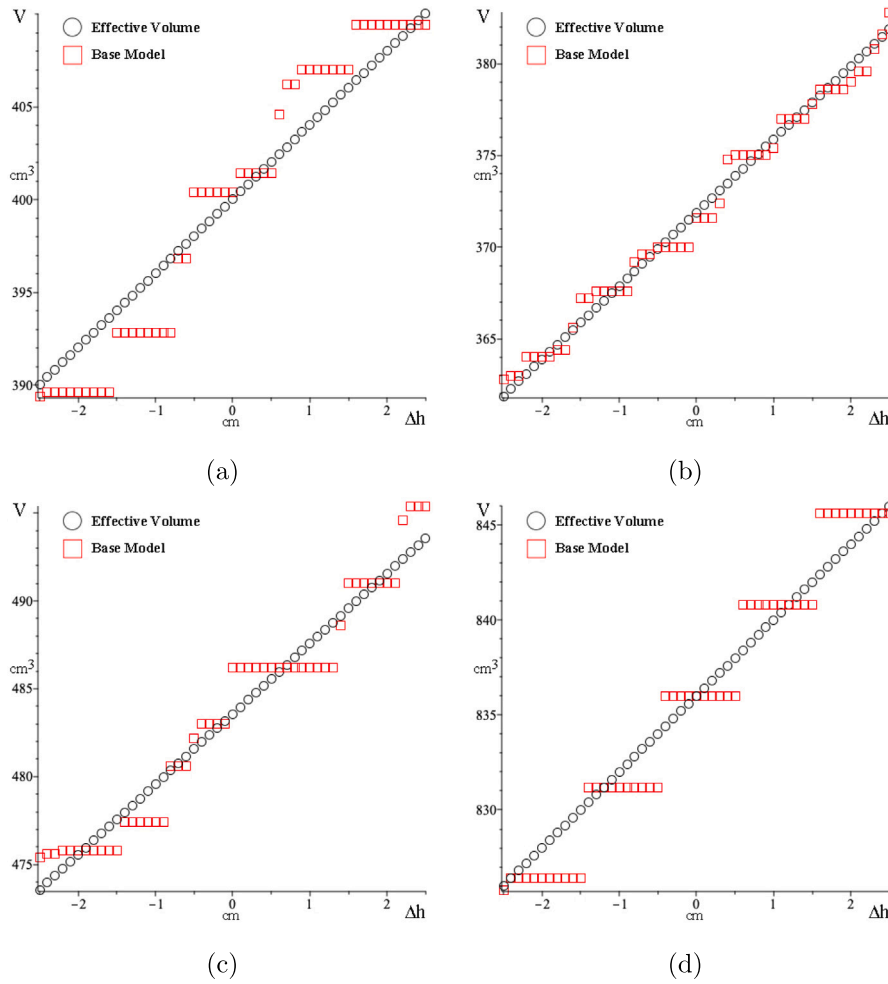 V
Effective Volume
Base Model
405
cm³
400
395
390
−2 −1 0 1 2
cm
Δh
(a)
Effective Volume
Base Model
380
375
cm³
370
365
−2 −1 0 1 2
cm
Δh
(b)
V
Effective Volume
Base Model
490
cm³
485
480
475
−2 −1 0 1 2
cm
Δh
(c)
V
Effective Volume
Base Model
845
840
cm³
835
830
−2 −1 0 1 2
cm
Δh
(d)